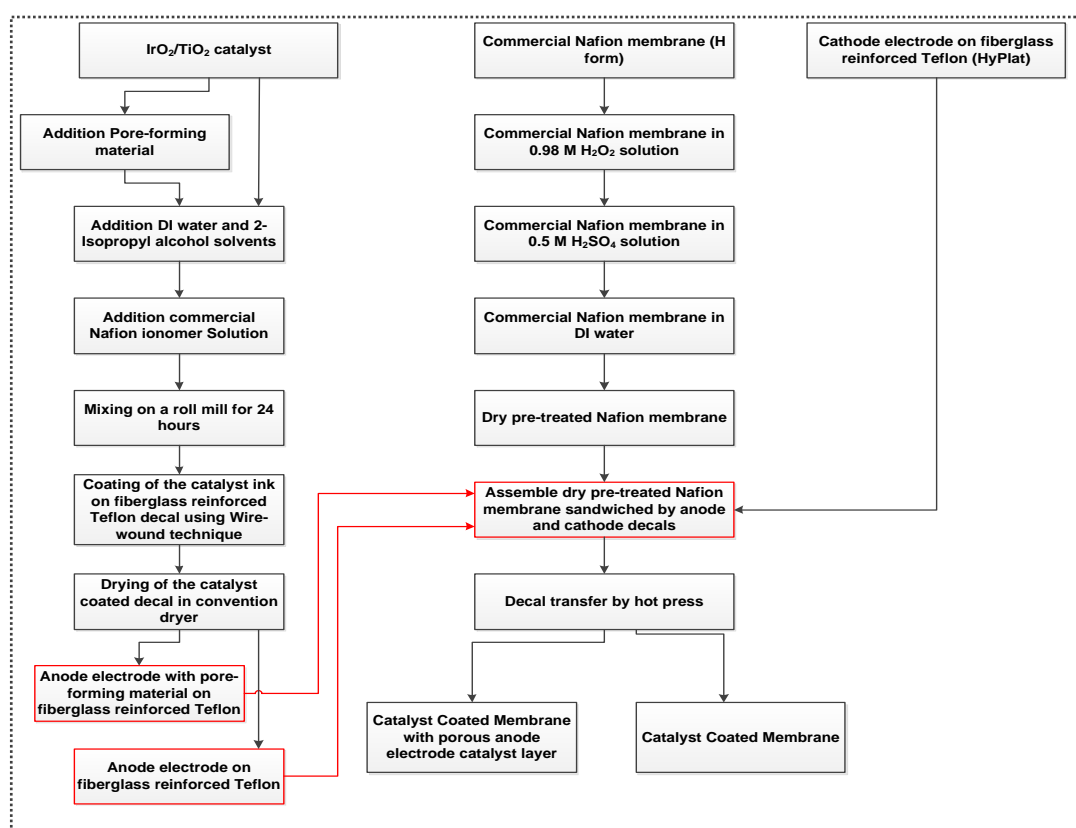 IrO₂/TiO₂ catalyst
Addition Pore-forming
material
Addition DI water and 2-
Isopropyl alcohol solvents
Addition commercial
Nafion ionomer Solution
Mixing on a roll mill for 24
hours
Coating of the catalyst ink
on fiberglass reinforced
Teflon decal using Wire-
wound technique
Drying of the catalyst
coated decal in convention
dryer
Anode electrode with pore-
forming material on
fiberglass reinforced Teflon
Anode electrode on
fiberglass reinforced Teflon
Commercial Nafion membrane (H
form)
Commercial Nafion membrane in
0.98 M H₂O₂ solution
Commercial Nafion membrane in
0.5 M H₂SO₄ solution
Commercial Nafion membrane in
DI water
Dry pre-treated Nafion membrane
Assemble dry pre-treated Nafion
membrane sandwiched by anode
and cathode decals
Decal transfer by hot press
Catalyst Coated Membrane
with porous anode
electrode catalyst layer
Catalyst Coated Membrane
Cathode electrode on fiberglass
reinforced Teflon (HyPlat)